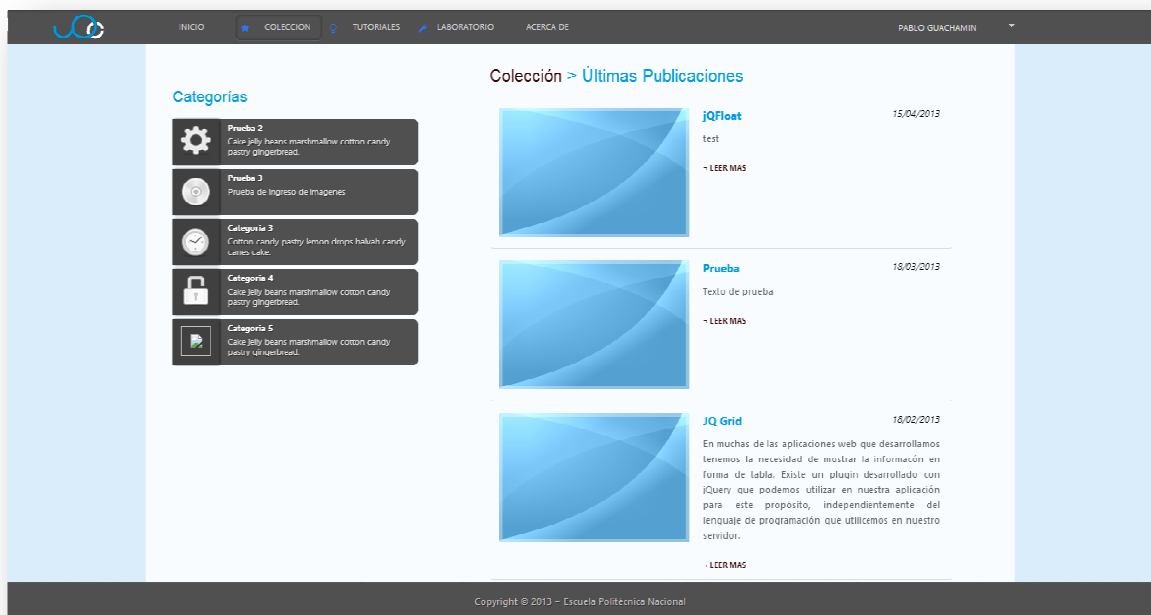 INICIO
COLECCION
TUTORIALES
LABORATORIO
ACERCA DE
PABLO GUACHAMIN
Categorías
Prueba 2
Cake jelly beans marshmallow cotton candy
pastry gingerbread.
Prueba 3
Prueba de ingreso de imagenes
Categoria 3
Cotton candy pastry lemon drops halvah candy
canes cake.
Categoria 4
Cake jelly beans marshmallow cotton candy
pastry gingerbread.
Categoria 5
Cake jelly beans marshmallow cotton candy
pastry gingerbread.
Colección > Últimas Publicaciones
jQFloat
15/04/2013
test
LEER MAS
Prueba
18/03/2013
Texto de prueba
LEER MAS
JQ Grid
18/02/2013
En muchas de las aplicaciones web que desarrollamos
tenemos la necesidad de mostrar la informacón en
forma de tabla. Existe un plugin desarrollado con
jQuery que podemos utilizar en nuestra aplicación
para este proposito, independientemente del
lenguaje de programación que utilicemos en nuestro
servidor.
LEER MAS
Copyright © 2013 – Escuela Politécnica Nacional